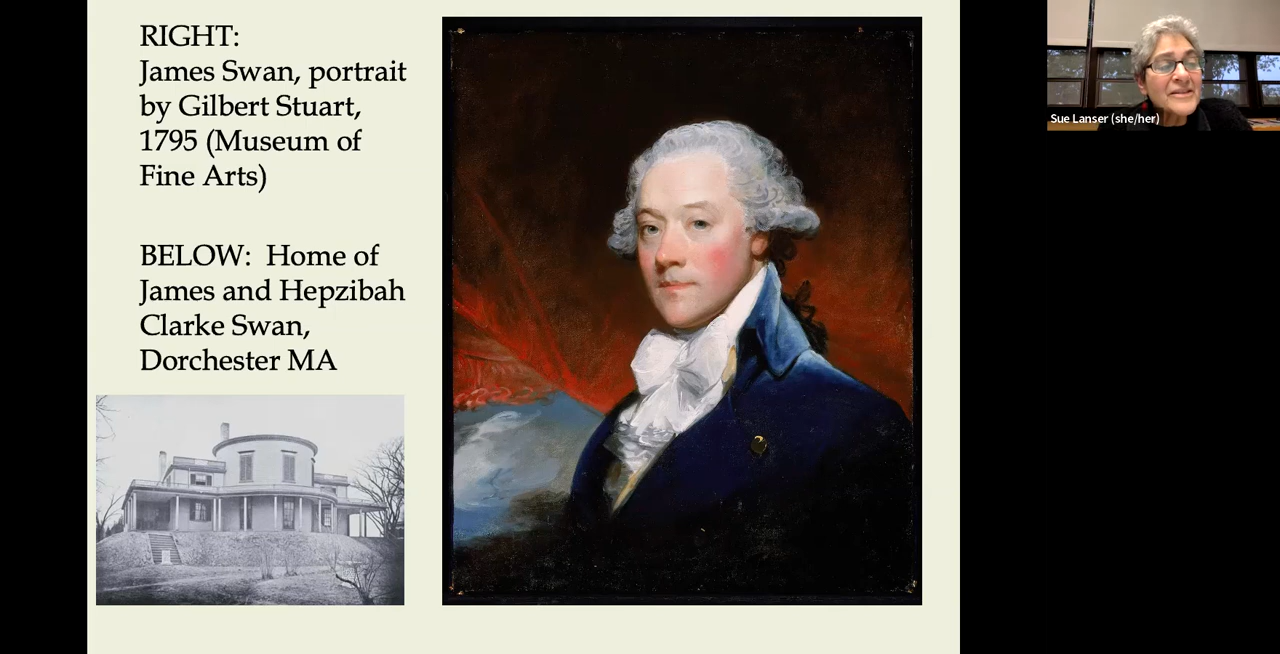 RIGHT:
James Swan, portrait
by Gilbert Stuart,
1795 (Museum of
Fine Arts)
BELOW:  Home of
James and Hepzibah
Clarke Swan,
Dorchester MA
Sue Lanser (she/her)